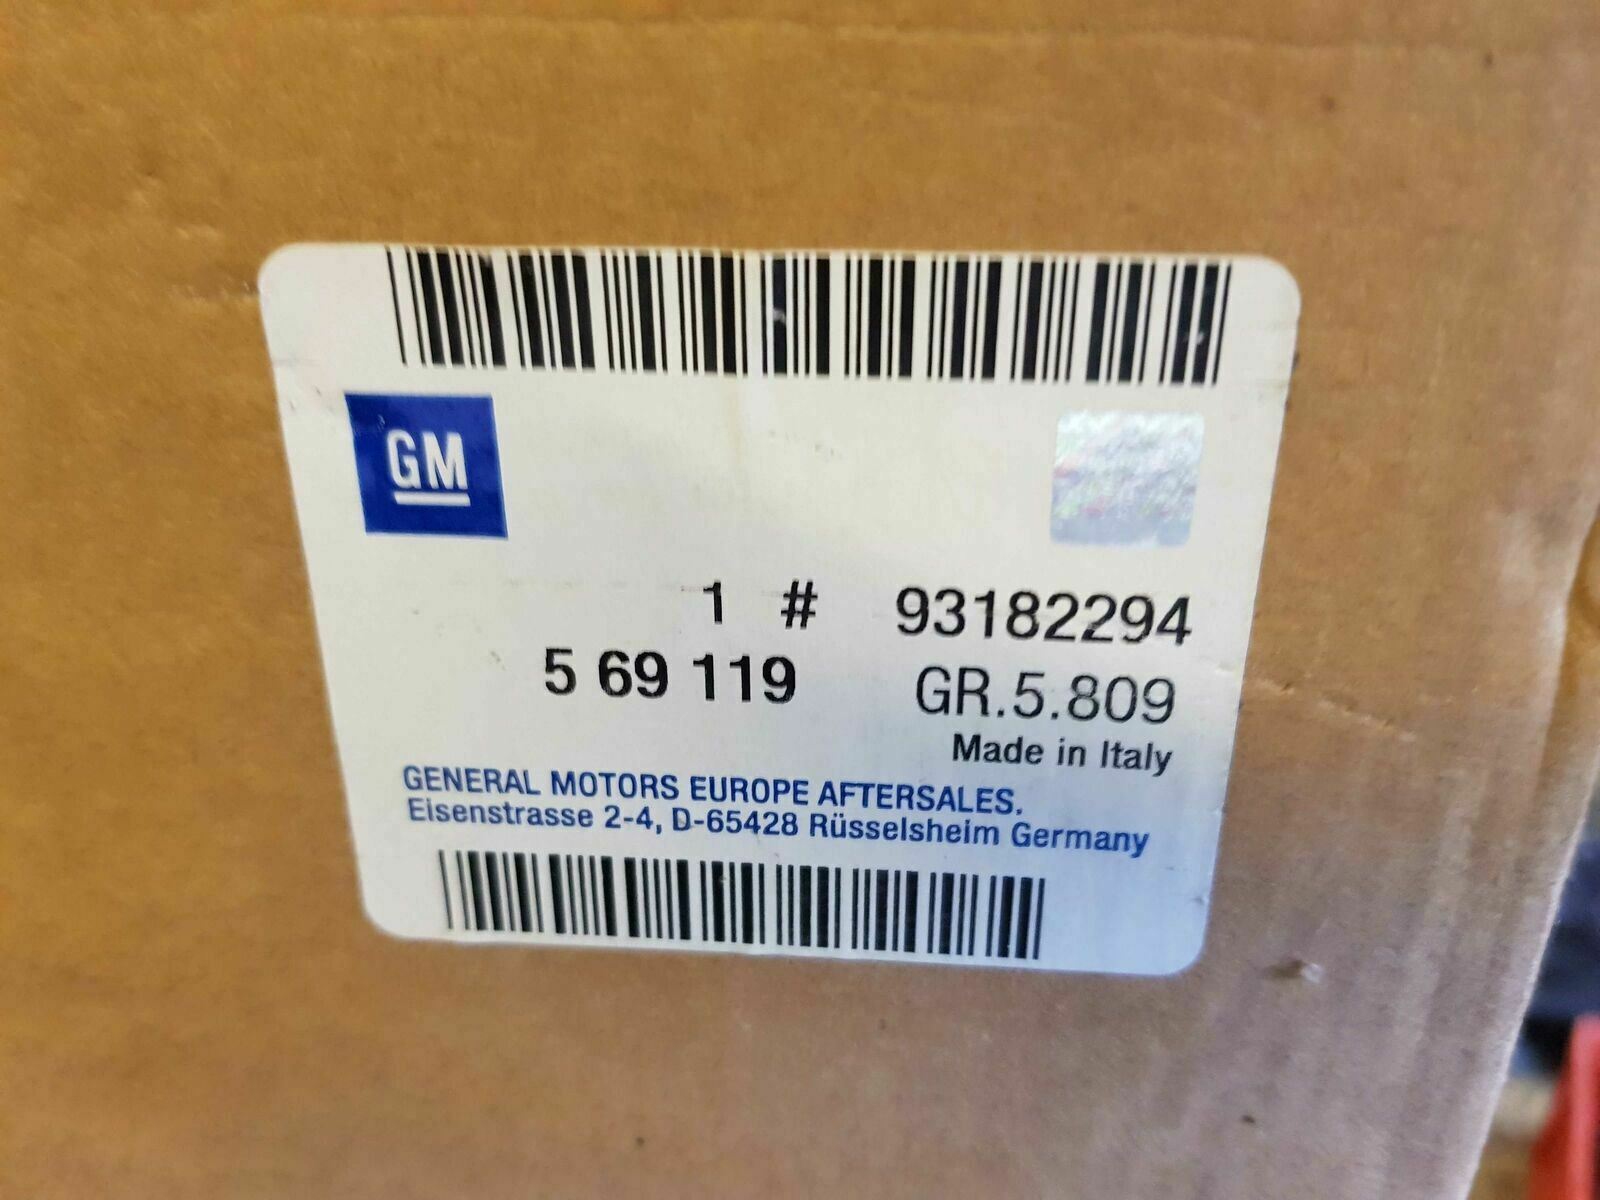 GM
1 # 93182294
5 69 119 GR.5.809
Made in Italy
GENERAL MOTORS EUROPE AFTERSALES.
Eisenstrasse 2-4, D-65428 Rüsselsheim Germany